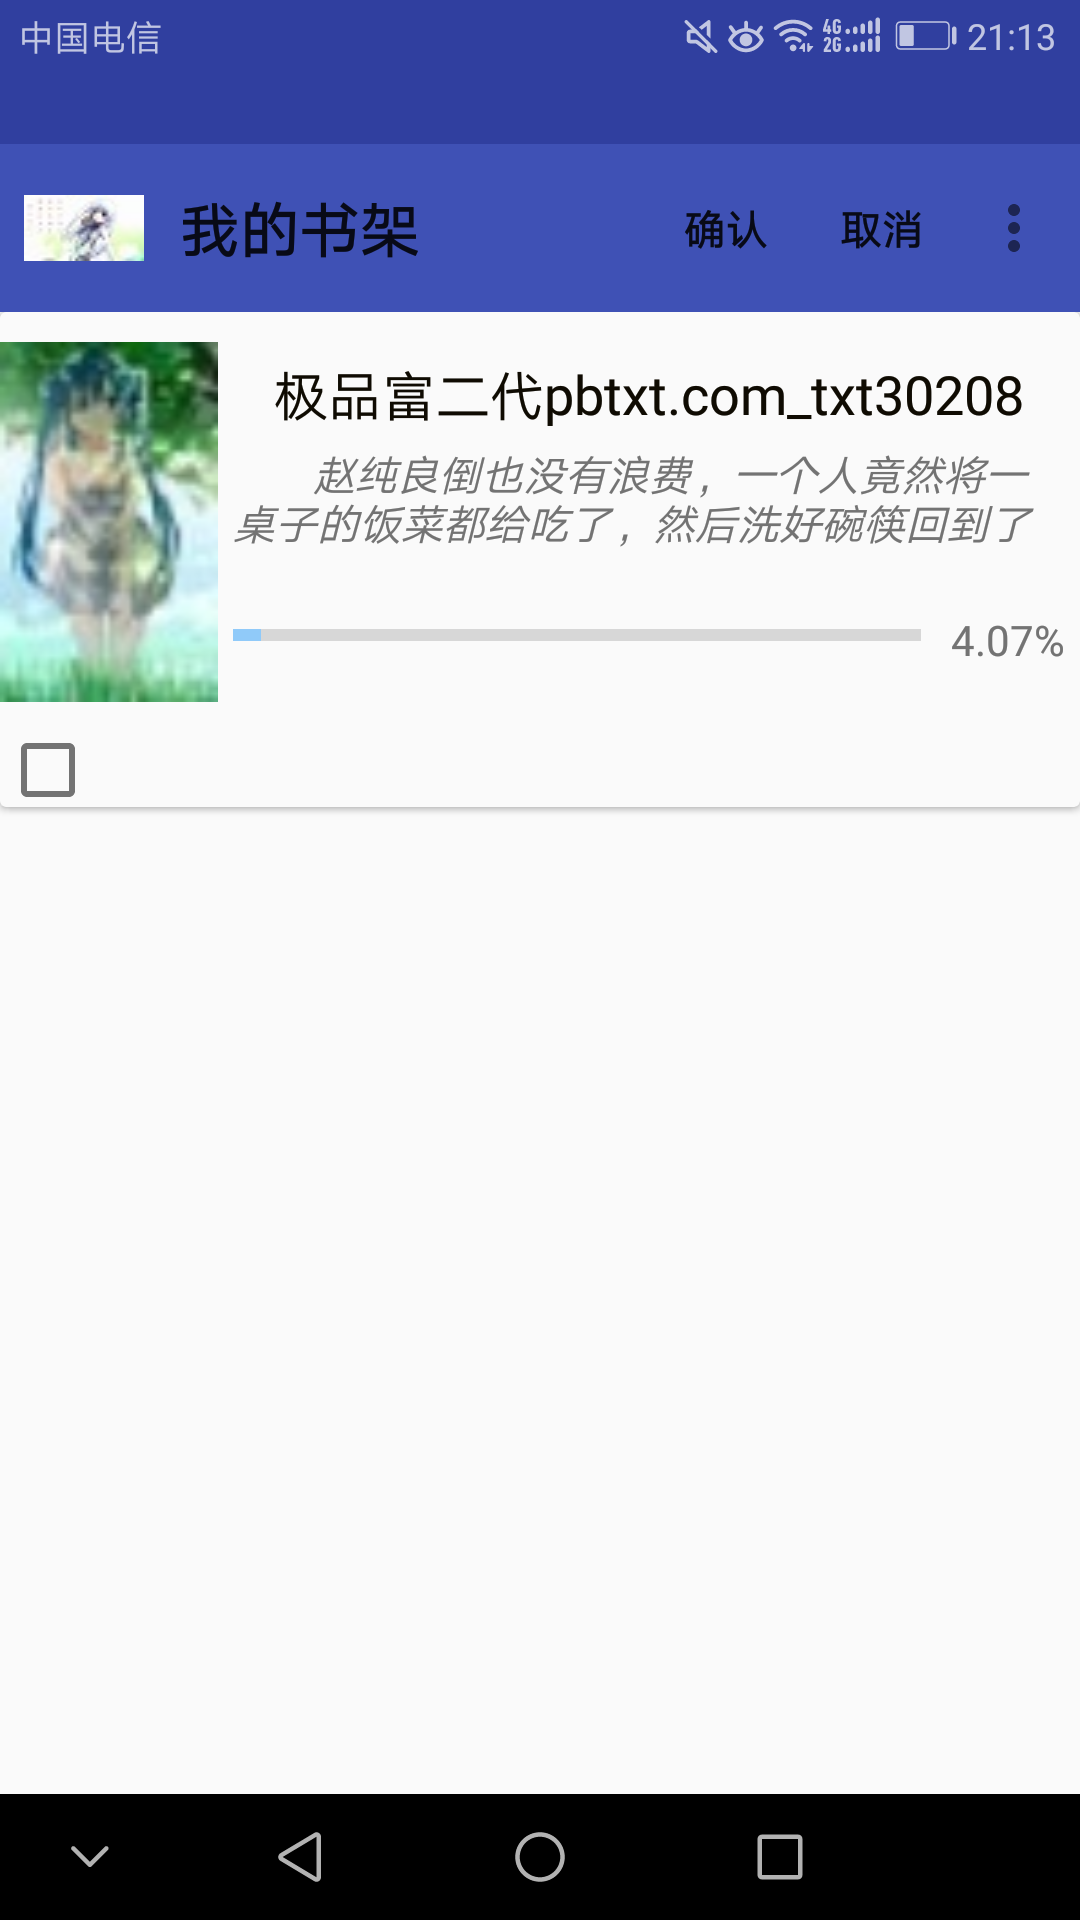 中国电信 4G 2G 21:13
我的书架 确认 取消
极品富二代pbtxt.com_txt30208
赵纯良倒也没有浪费，一个人竟然将一
桌子的饭菜都给吃了，然后洗好碗筷回到了
4.07%